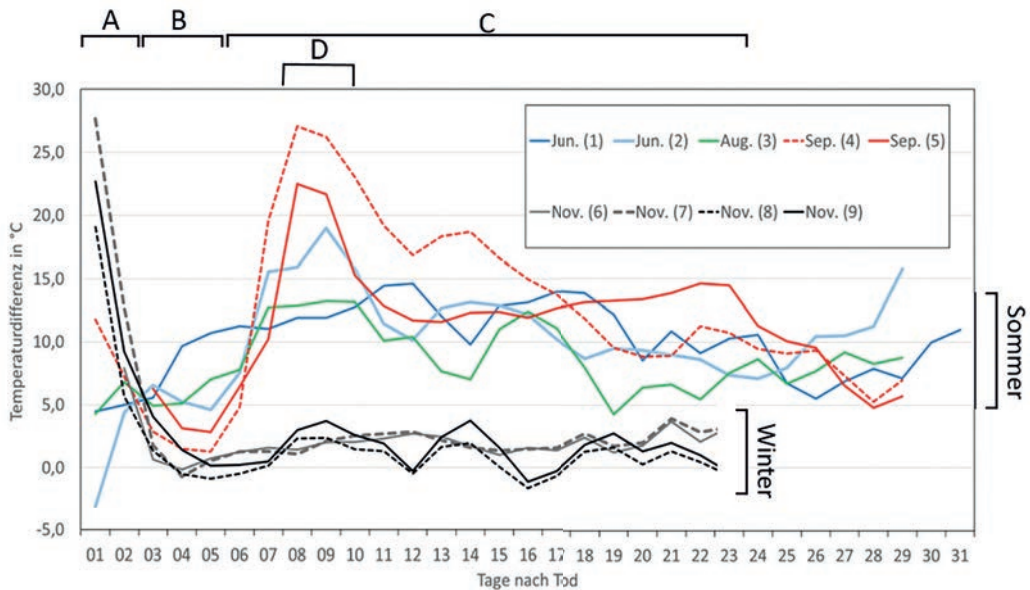 A B C
D
30,0
25,0
20,0
15,0
10,0
5,0
0,0
-5,0
Temperaturdifferenz in °C
Jun. (1) Jun. (2) Aug. (3) Sep. (4) Sep. (5)
Nov. (6) Nov. (7) Nov. (8) Nov. (9)
Sommer
Winter
01 02 03 04 05 06 07 08 09 10 11 12 13 14 15 16 17 18 19 20 21 22 23 24 25 26 27 28 29 30 31
Tage nach Tod